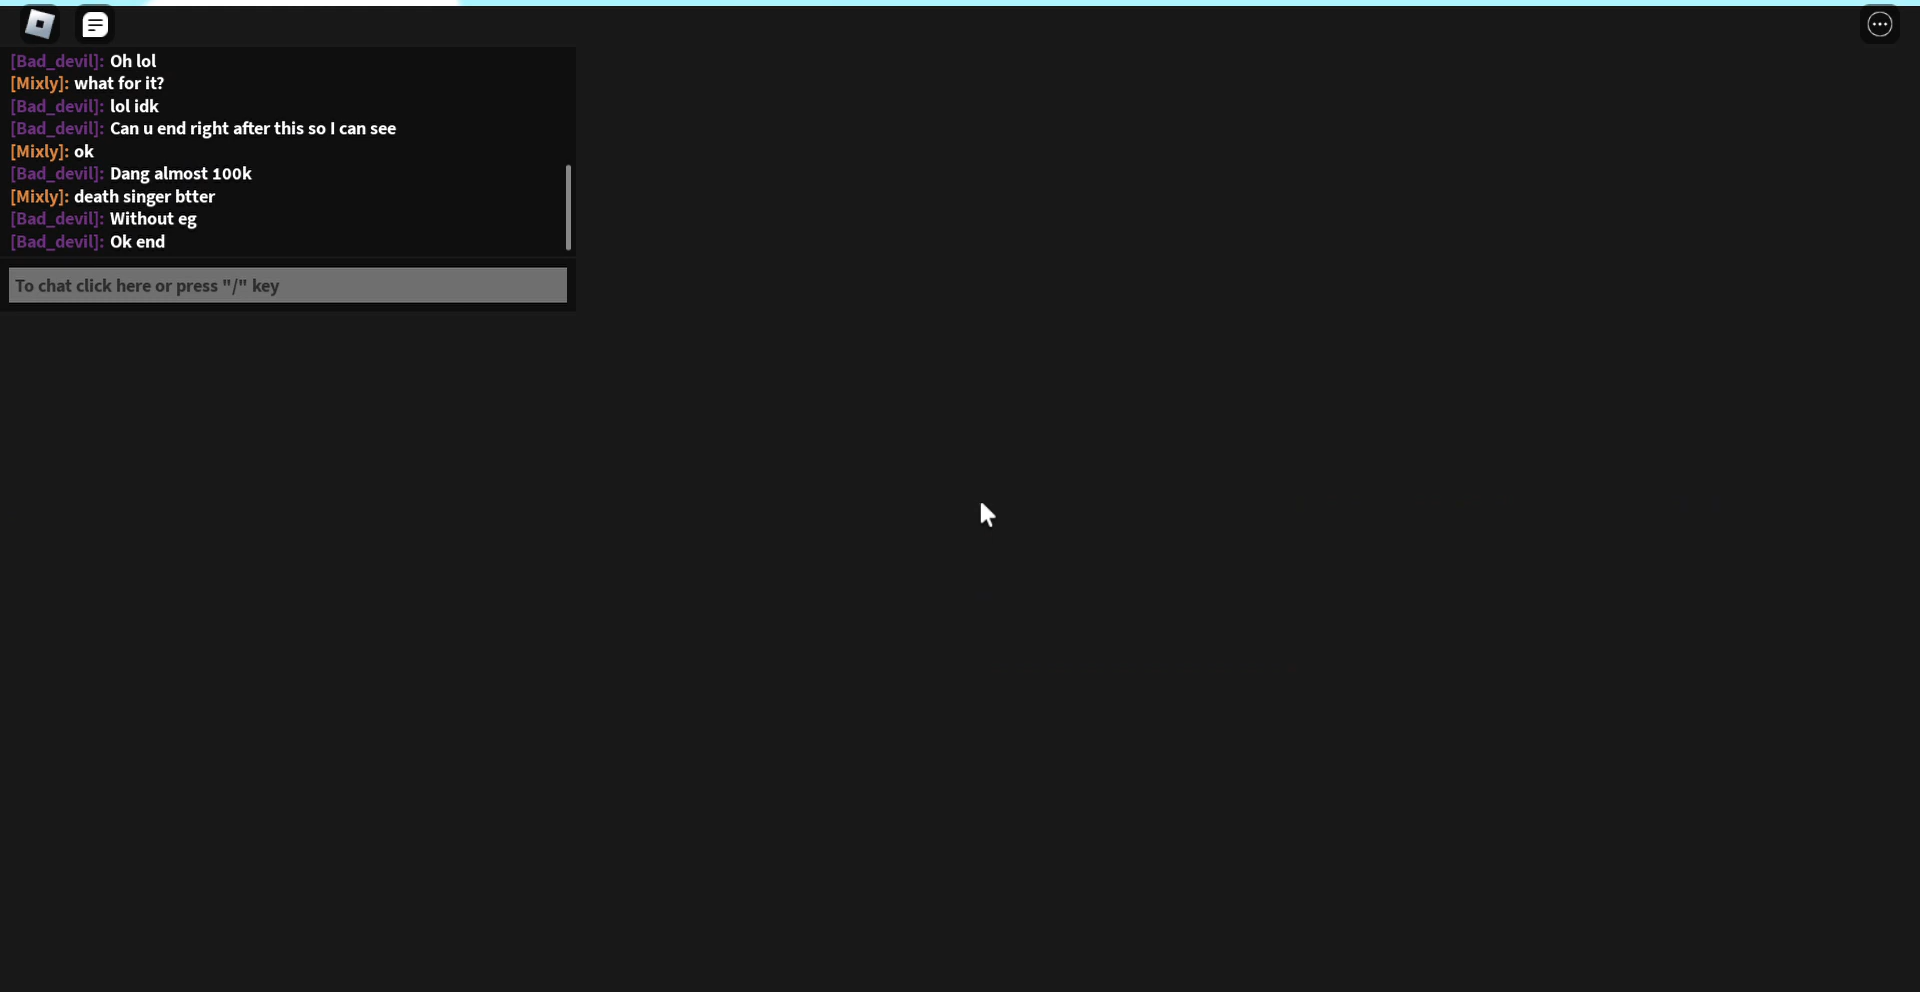 [Bad_devil]: Oh lol
[Mixly]: what for it?
[Bad_devil]: lol idk
[Bad_devil]: Can u end right after this so I can see
[Mixly]: ok
[Bad_devil]: Dang almost 100k
[Mixly]: death singer btter
[Bad_devil]: Without eg
[Bad_devil]: Ok end
To chat click here or press "/" key